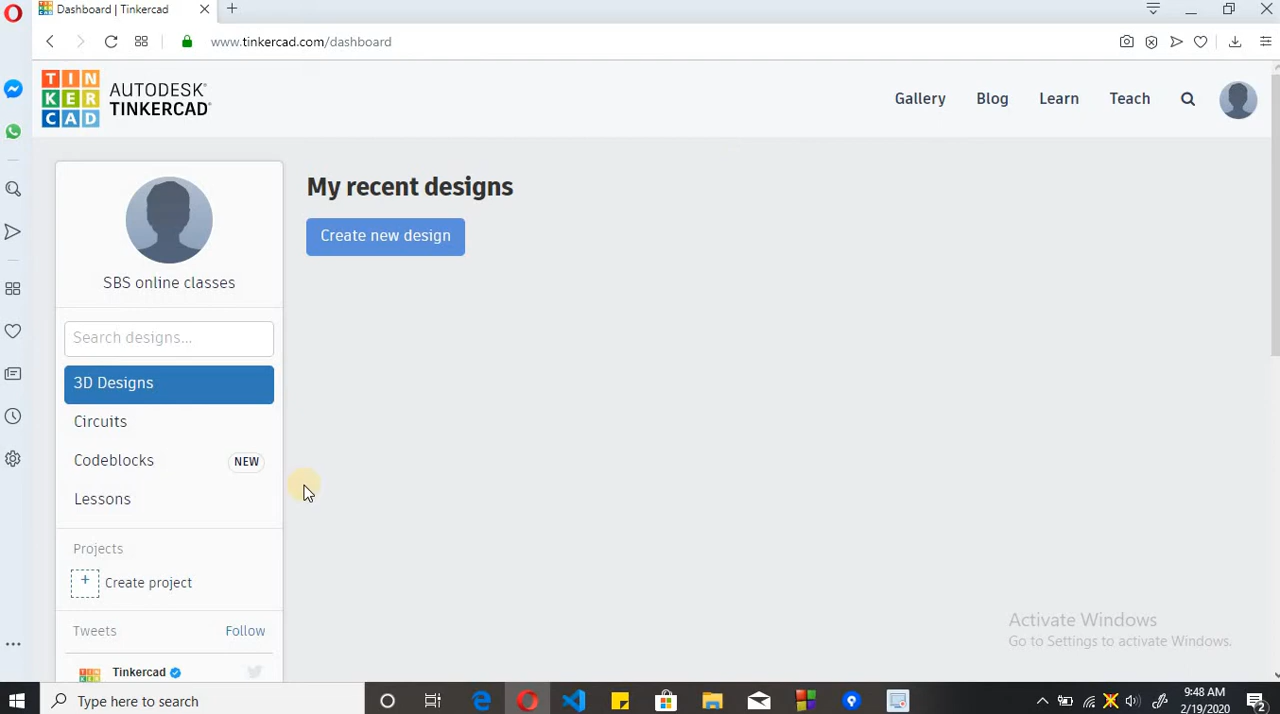 Dashboard | Tinkercad
www.tinkercad.com/dashboard
TIN
KER
CAD
AUTODESK®
TINKERCAD®
Gallery
Blog
Learn
Teach
SBS online classes
My recent designs
Create new design
Search designs...
3D Designs
Circuits
Codeblocks
NEW
Lessons
Projects
+ Create project
Tweets
Follow
Tinkercad
Activate Windows
Go to Settings to activate Windows.
Type here to search
9:48 AM
2/19/2020
2